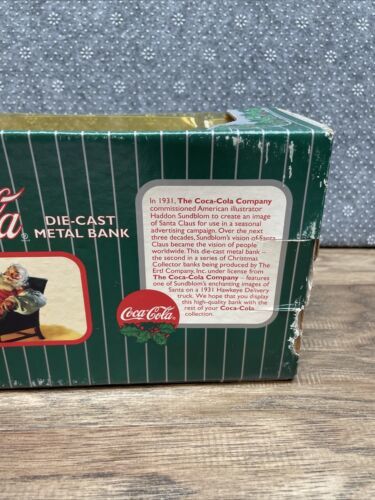 DIE-CAST
METAL BANK
In 1931, The Coca-Cola Company
commissioned American illustrator
Haddon Sundblom to create an image
of Santa Claus for use in a seasonal
advertising campaign. Over the next
three decades, Sundblom's vision of Santa
Claus became the vision of people
worldwide. This die-cast metal bank –
the second in a series of Christmas
Collector banks being produced by The
Ertl Company, Inc. under license from
The Coca-Cola Company – features
one of Sundblom's enchanting images of
Santa on a 1931 Hawkeye Delivery
truck. We hope that you display
this high-quality bank with the
rest of your Coca-Cola
collection.
Coca-Cola